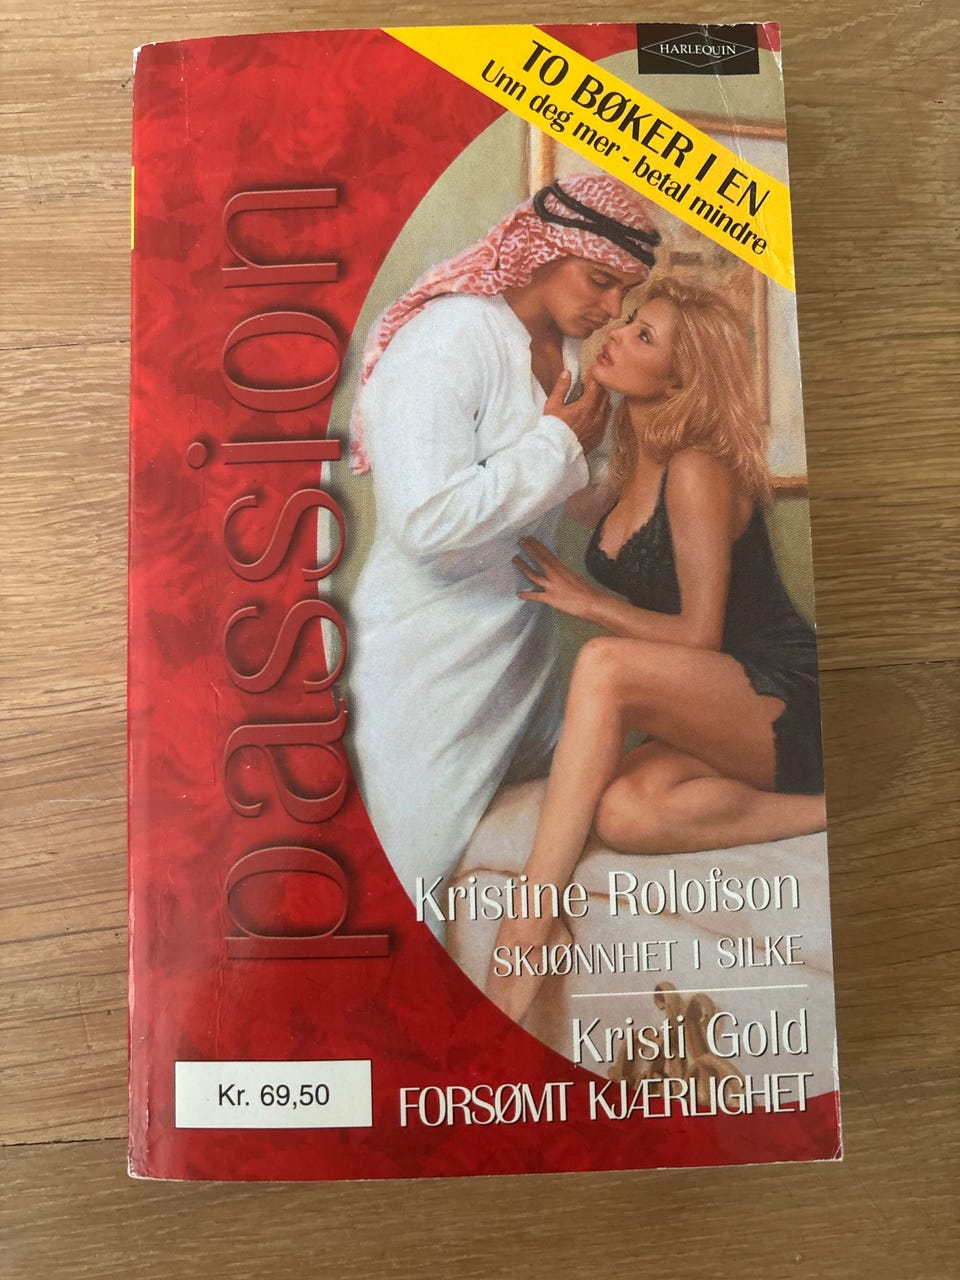 HARLEQUIN
TO BØKER I EN
Unn deg mer - betal mindre
passion
Kristine Rolofson
SKJØNNHET I SILKE
Kristi Gold
FORSØMT KJÆRLIGHET
Kr. 69,50